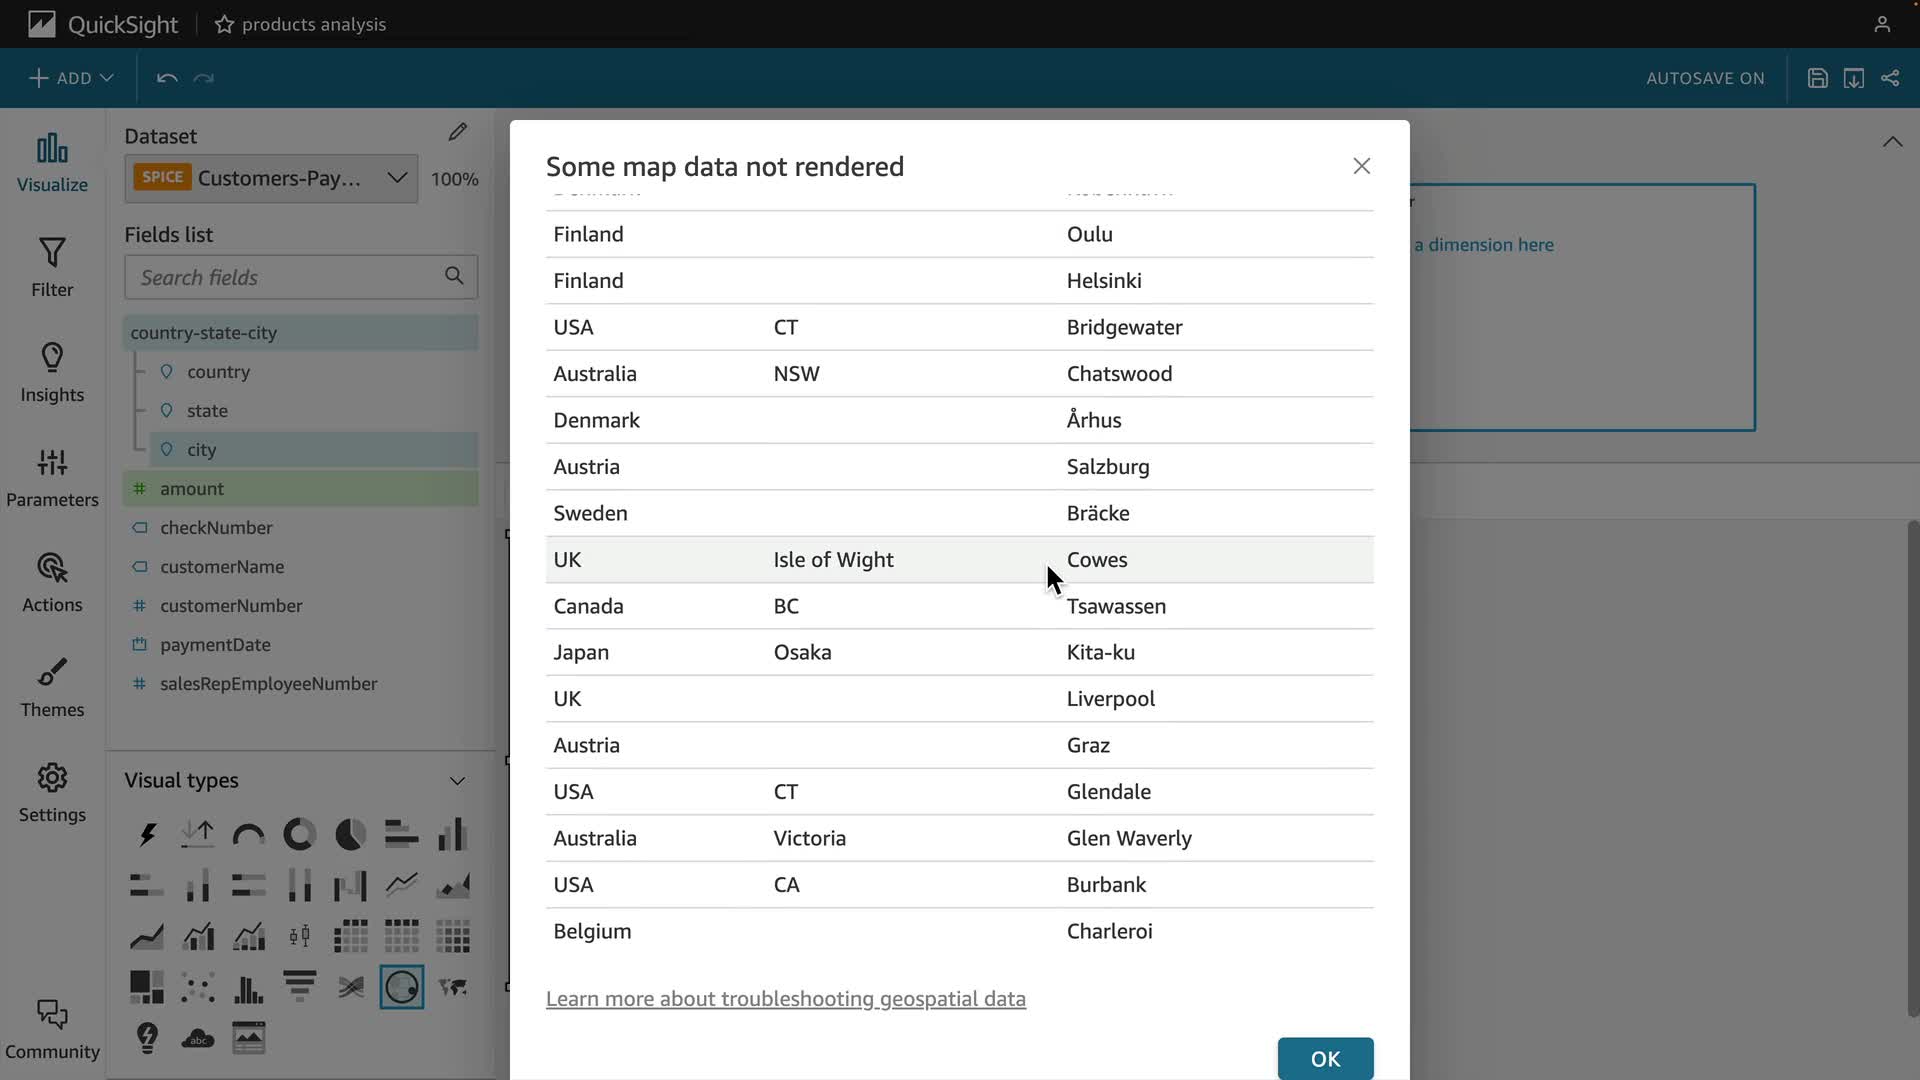 QuickSight products analysis
ADD AUTOSAVE ON
Visualize
Filter
Insights
Parameters
Actions
Themes
Settings
Community
Dataset
SPICE Customers-Pay... 100%
Fields list
Search fields
country-state-city
country
state
city
amount
checkNumber
customerName
customerNumber
paymentDate
salesRepEmployeeNumber
Visual types
abc
Some map data not rendered
Finland Oulu
Finland Helsinki
USA CT Bridgewater
Australia NSW Chatswood
Denmark Århus
Austria Salzburg
Sweden Bräcke
UK Isle of Wight Cowes
Canada BC Tsawassen
Japan Osaka Kita-ku
UK Liverpool
Austria Graz
USA CT Glendale
Australia Victoria Glen Waverly
USA CA Burbank
Belgium Charleroi
Learn more about troubleshooting geospatial data
OK
a dimension here